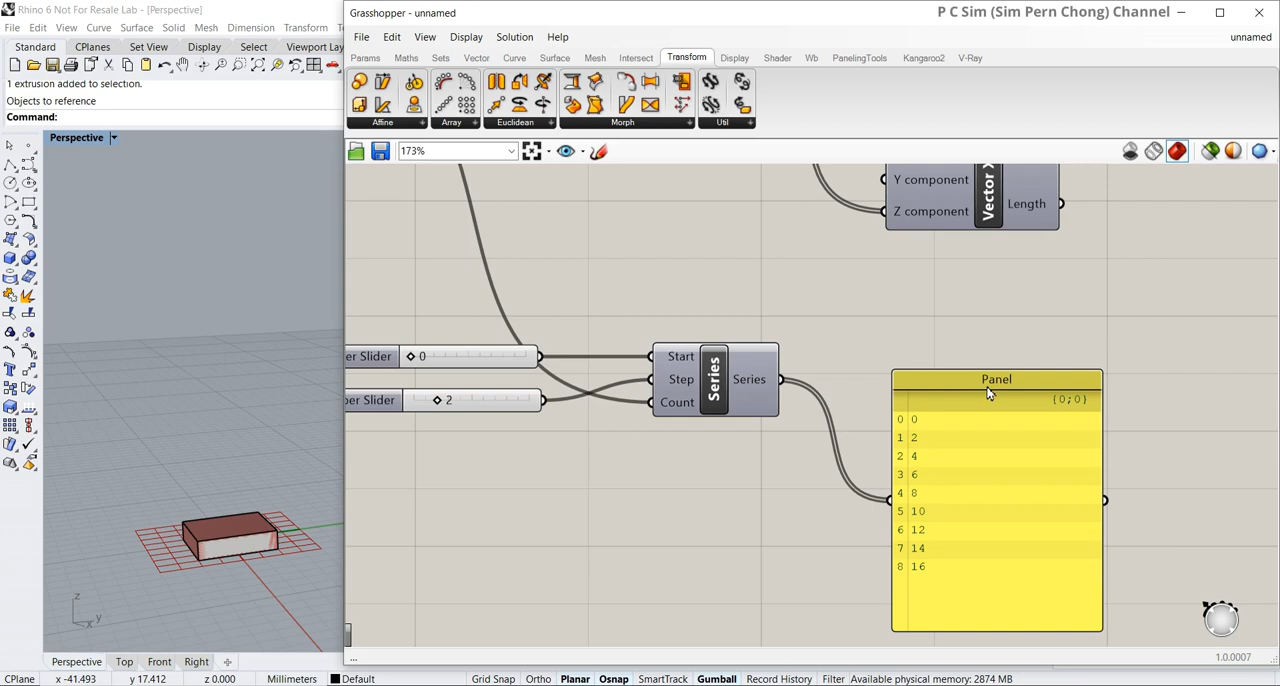 Rhino 6 Not For Resale Lab - [Perspective]
File Edit View Curve Surface Solid Mesh Dimension Transform
Standard CPlanes Set View Display Select Viewport Lay
1 extrusion added to selection.
Objects to reference
Command:
Perspective
Perspective Top Front Right
CPlane x -41.493 y 17.412 z 0.000 Millimeters Default Grid Snap Ortho Planar Osnap SmartTrack Gumball Record History Filter Available physical memory: 2874 MB
Grasshopper - unnamed
P C Sim (Sim Pern Chong) Channel
File Edit View Display Solution Help
unnamed
Params Maths Sets Vector Curve Surface Mesh Intersect Transform Display Shader Wb PanelingTools Kangaroo2 V-Ray
Affine Array Euclidean Morph Util
173%
Y component
Z component
Vector X
Length
er Slider 0
per Slider 2
Start
Step
Count
Series
Series
Panel
{0;0}
0 0
1 2
2 4
3 6
4 8
5 10
6 12
7 14
8 16
...
1.0.0007